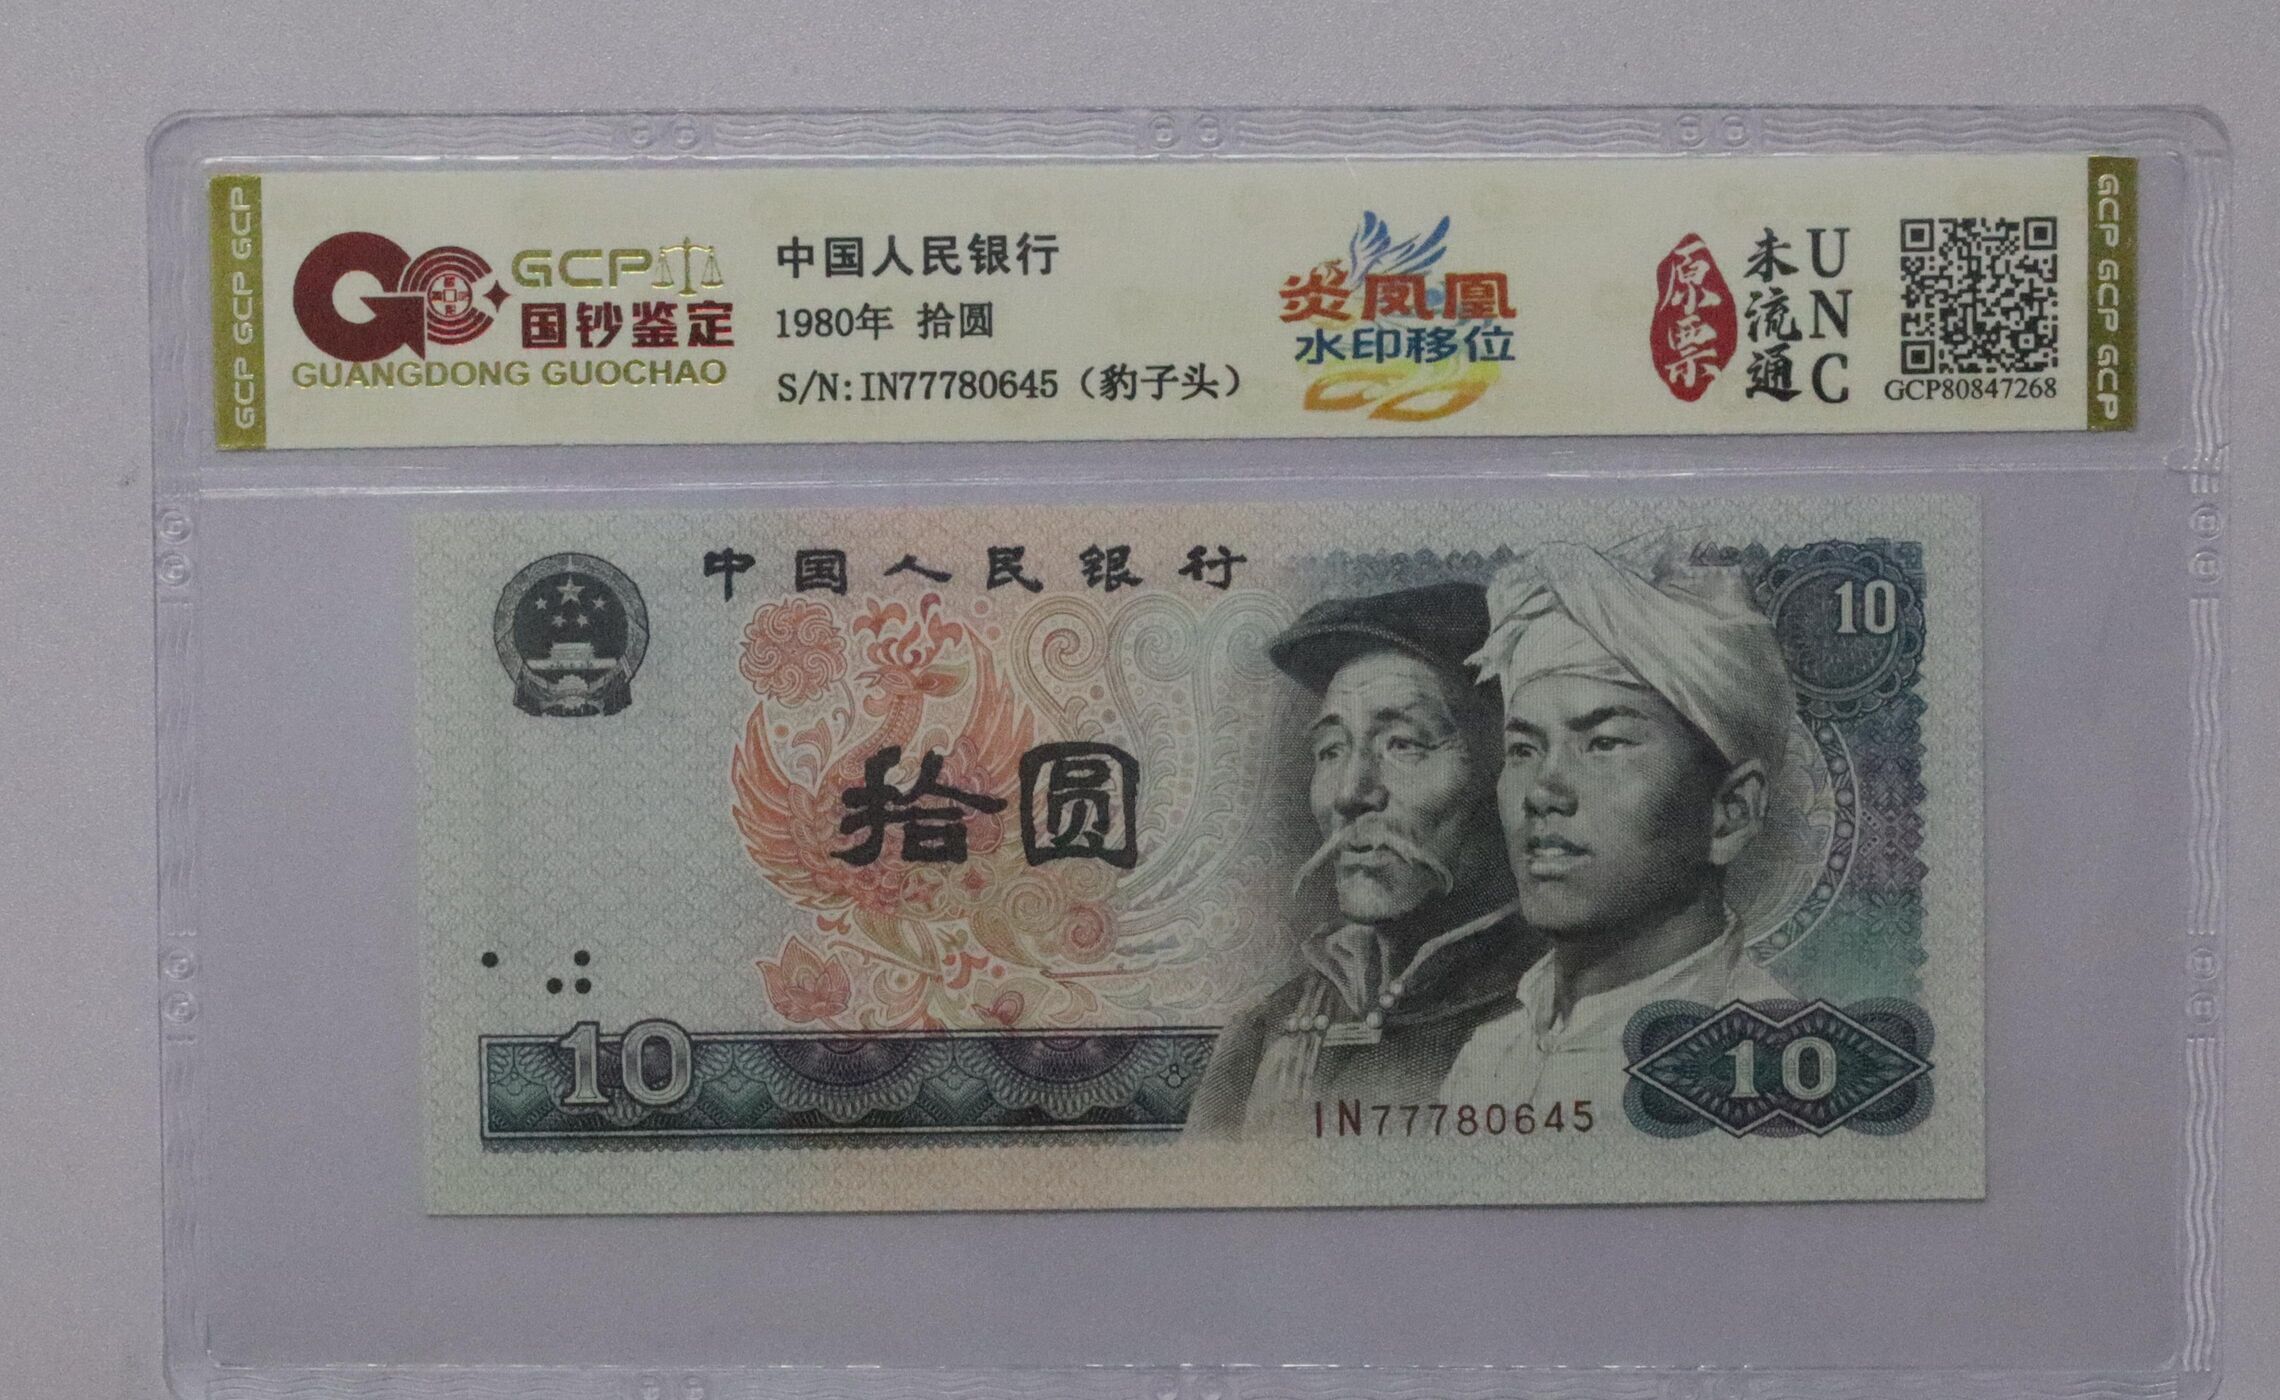 GCP GCP GCP
GCP
国钞鉴定
GUANGDONG GUOCHAO
中国人民银行
1980年 拾圆
S/N:IN77780645（豹子头）
炎凤凰
水印移位
原票
未流通
UNC
GCP80847268
GCP GCP GCP
中国人民银行
10
拾圆
10
10
IN77780645